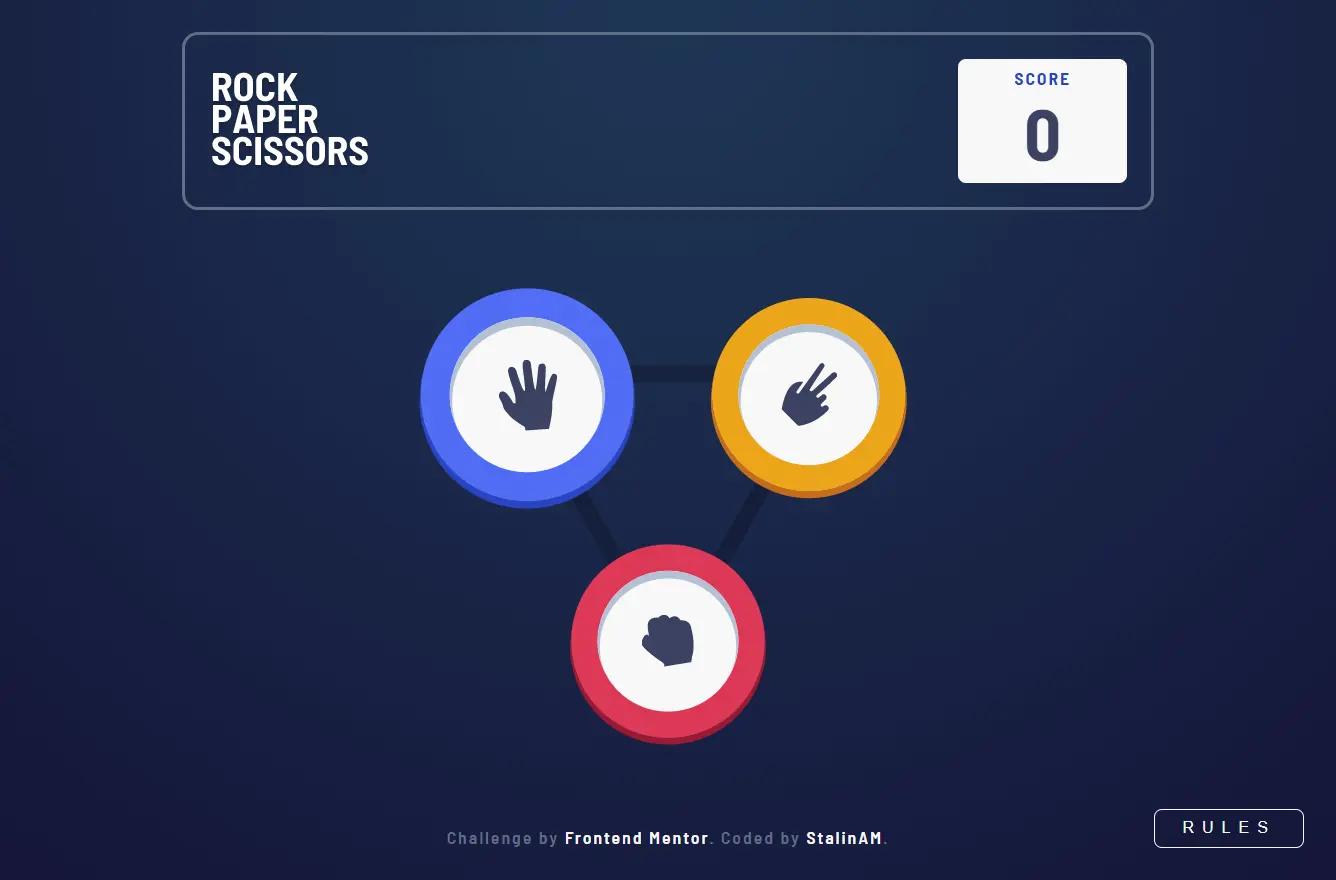 ROCK
PAPER
SCISSORS
SCORE
0
Challenge by Frontend Mentor. Coded by StalinAM.
RULES